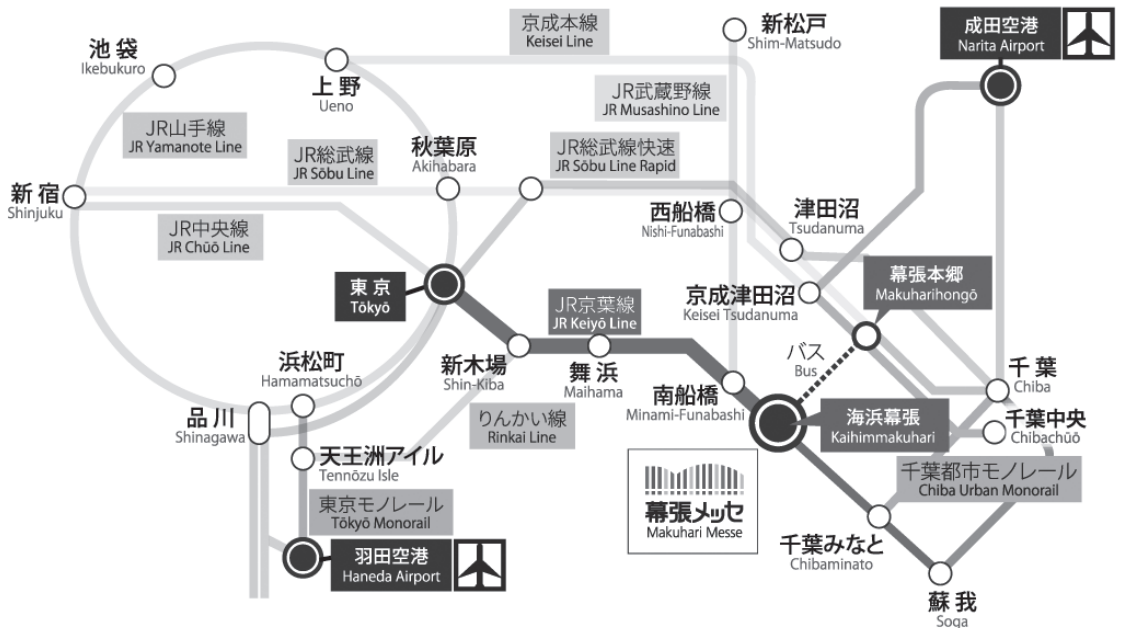 京成本線
Keisei Line
新松戸
Shim-Matsudo
成田空港
Narita Airport
池袋
Ikebukuro
上野
Ueno
JR武蔵野線
JR Musashino Line
JR山手線
JR Yamanote Line
JR総武線
JR Sōbu Line
秋葉原
Akihabara
JR総武線快速
JR Sōbu Line Rapid
新宿
Shinjuku
JR中央線
JR Chūō Line
西船橋
Nishi-Funabashi
津田沼
Tsudanuma
東京
Tōkyō
JR京葉線
JR Keiyō Line
京成津田沼
Keisei Tsudanuma
幕張本郷
Makuharihongō
バス
Bus
浜松町
Hamamatsuchō
新木場
Shin-Kiba
舞浜
Maihama
南船橋
Minami-Funabashi
千葉
Chiba
品川
Shinagawa
りんかい線
Rinkai Line
海浜幕張
Kaihimmakuhari
千葉中央
Chibachūō
天王洲アイル
Tennōzu Isle
幕張メッセ
Makuhari Messe
千葉都市モノレール
Chiba Urban Monorail
東京モノレール
Tōkyō Monorail
千葉みなと
Chibaminato
羽田空港
Haneda Airport
蘇我
Soga